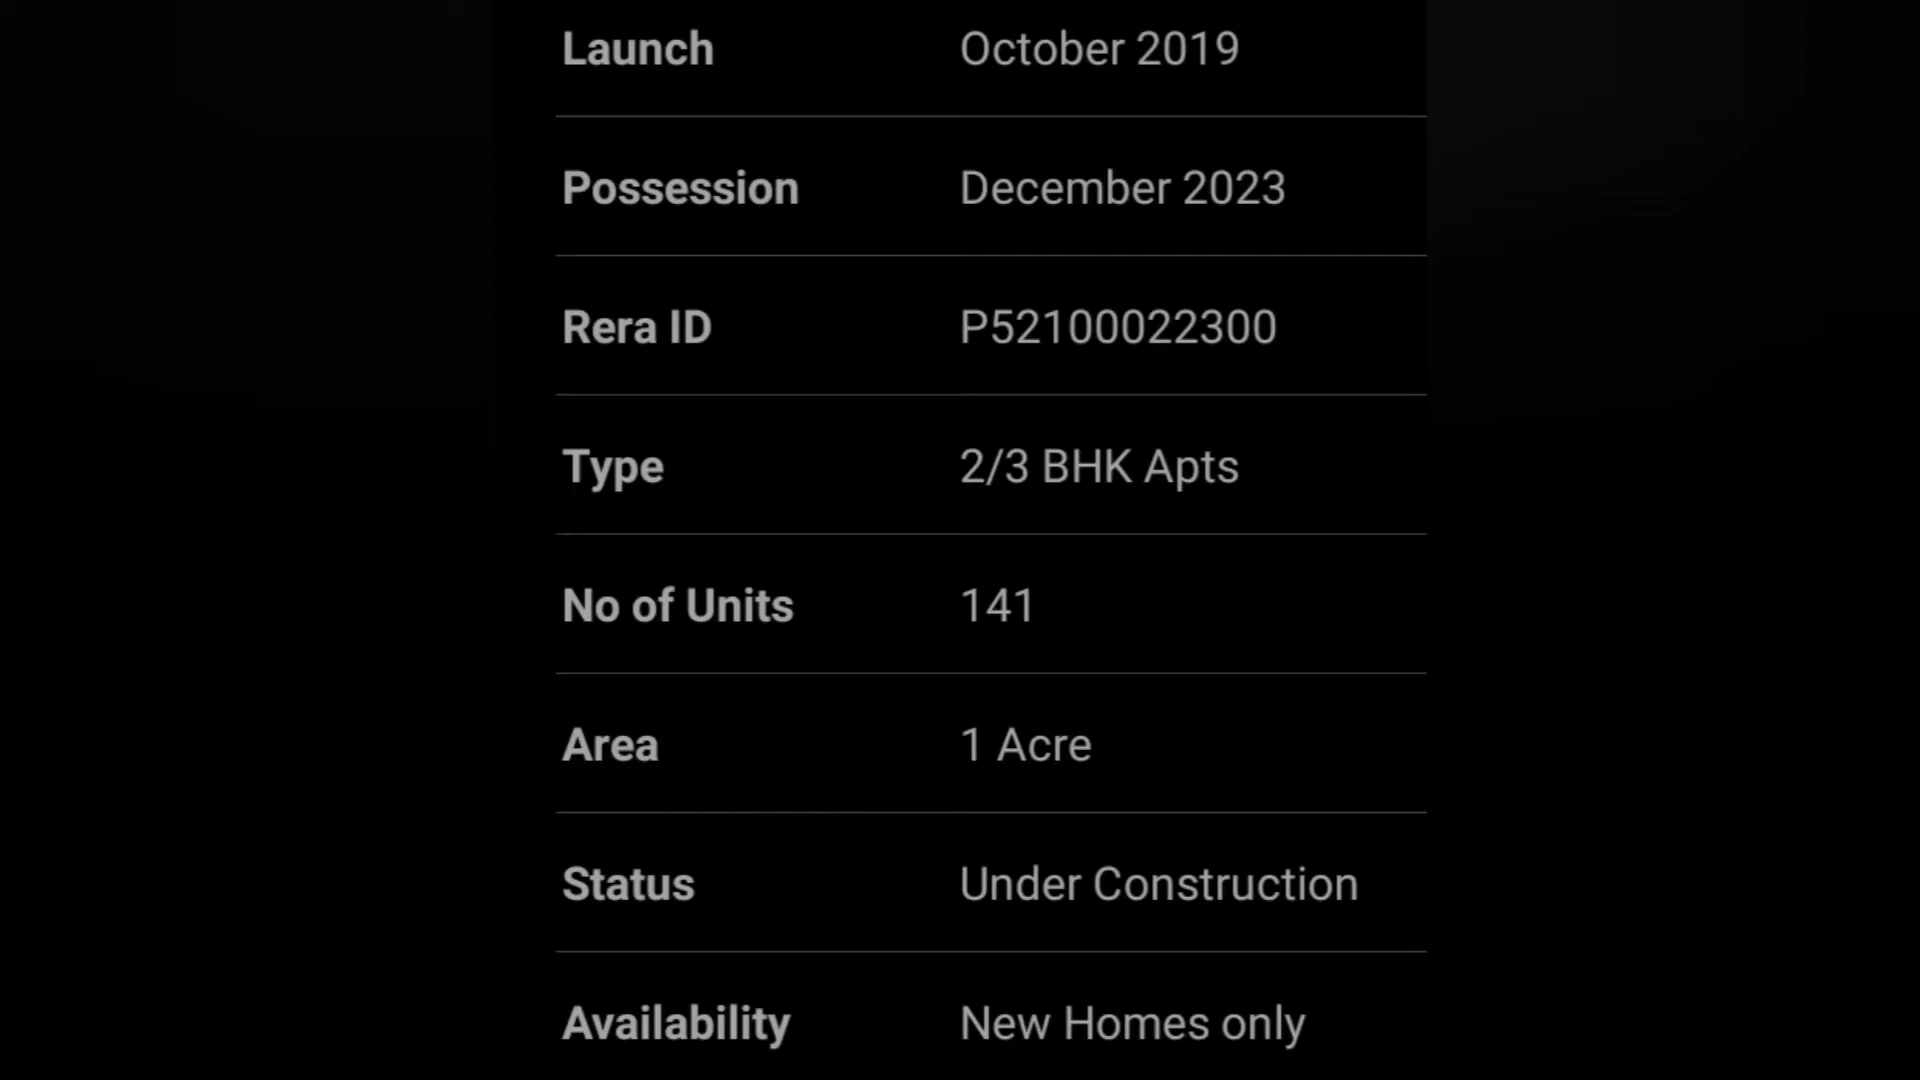 Launch October 2019
Possession December 2023
Rera ID P52100022300
Type 2/3 BHK Apts
No of Units 141
Area 1 Acre
Status Under Construction
Availability New Homes only